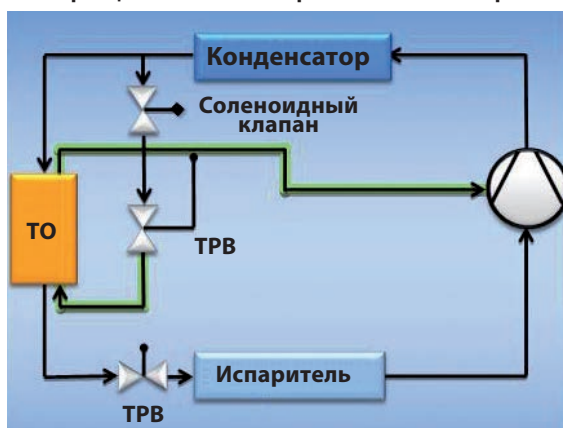 Конденсатор
Соленоидный
клапан
ТО
ТРВ
Испаритель
ТРВ